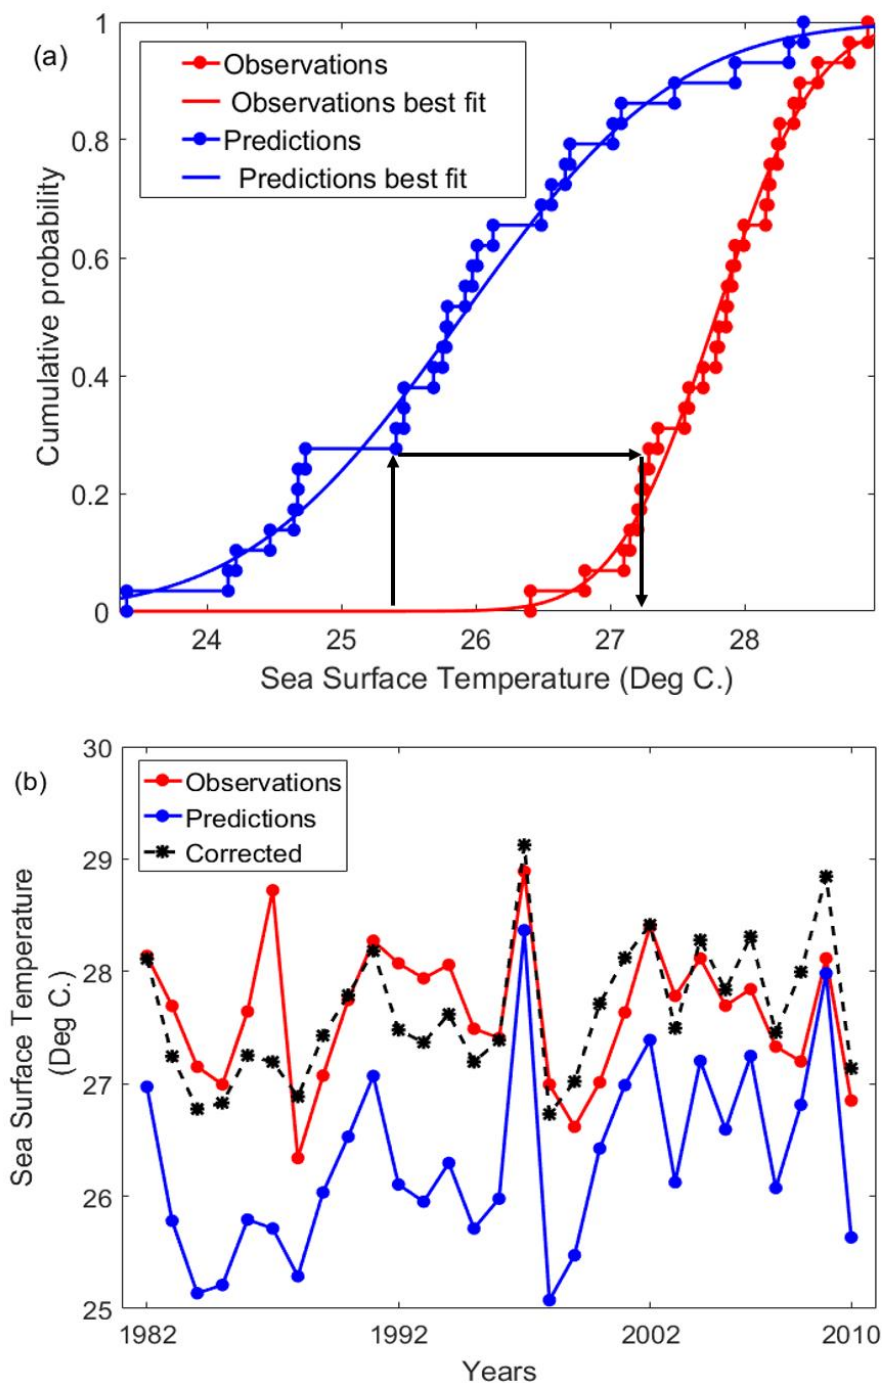 (a)
Observations
Observations best fit
Predictions
Predictions best fit
Cumulative probability
1
0.8
0.6
0.4
0.2
0
24 25 26 27 28
Sea Surface Temperature (Deg C.)
(b)
Observations
Predictions
Corrected
Sea Surface Temperature
(Deg C.)
30
29
28
27
26
25
1982 1992 2002 2010
Years